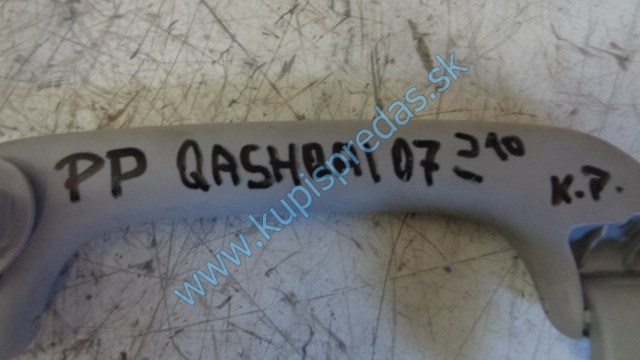 PP QASHQAI 07 => 10 K.P.
www.kupispredas.sk